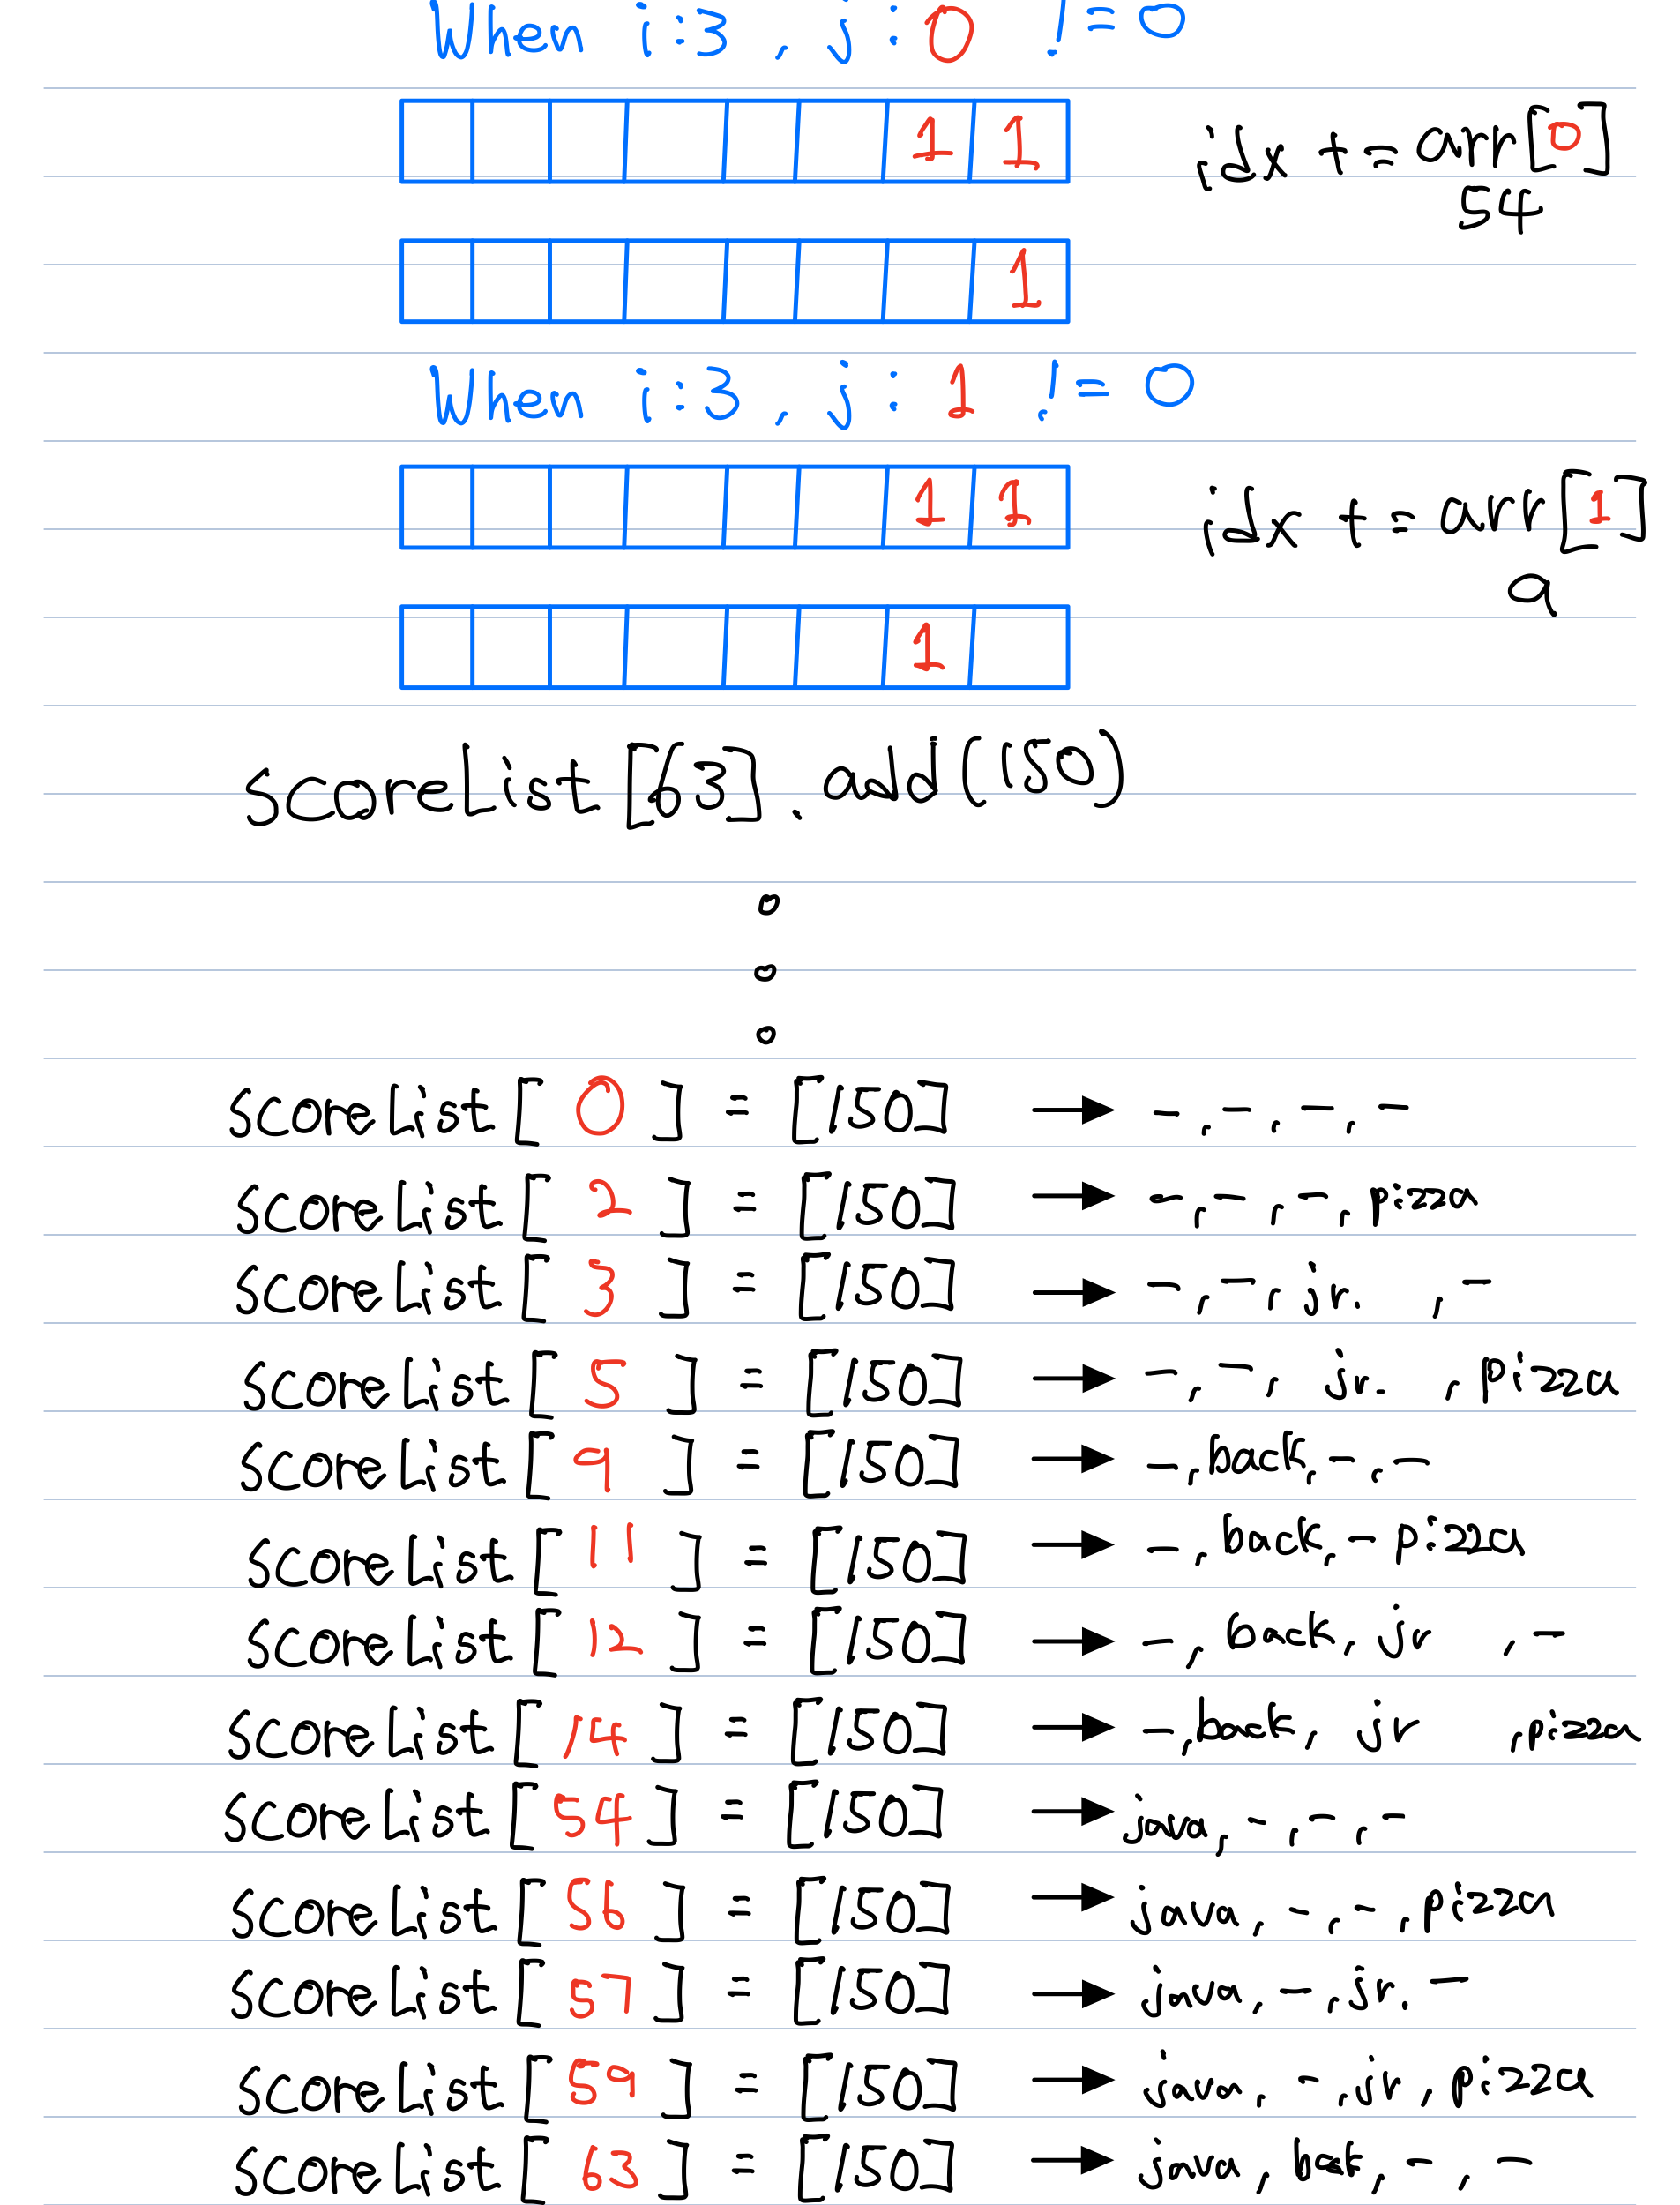 When i:3 , j:0 != 0
1 1
idx += arr[0]
54
1
When i:3 , j:1 != 0
1 1
idx += arr[1]
9
1
scoreList[63].add(150)
scoreList[ 0 ] = [150] → -, -, -, -
scoreList[ 2 ] = [150] → -, -, -, pizza
scoreList[ 3 ] = [150] → -, -, jr. , -
scoreList[ 5 ] = [150] → -, -, jr. , pizza
scoreList[ 9 ] = [150] → -, back, -, -
scoreList[ 11 ] = [150] → -, back, - pizza
scoreList[ 12 ] = [150] → -, back, jr , -
scoreList[ 14 ] = [150] → -, back, jr , pizza
scoreList[ 54 ] = [150] → java, -, -, -
scoreList[ 56 ] = [150] → java, -, -, pizza
scoreList[ 57 ] = [150] → java, -, jr. -
scoreList[ 59 ] = [150] → java, -, jr, pizza
scoreList[ 63 ] = [150] → java, back, -, -